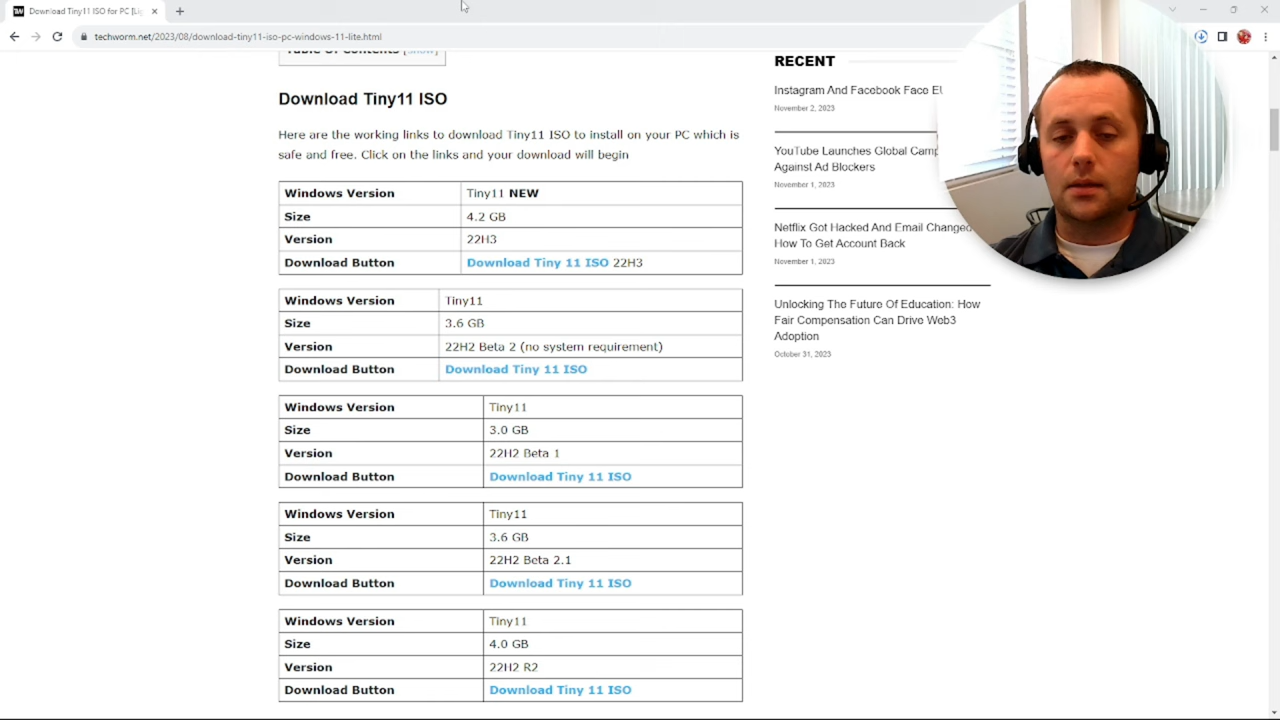 Download Tiny11 ISO for PC [Li
techworm.net/2023/08/download-tiny11-iso-pc-windows-11-lite.html
Table Of Contents [show]
Download Tiny11 ISO
Here are the working links to download Tiny11 ISO to install on your PC which is
safe and free. Click on the links and your download will begin
Windows Version Tiny11 NEW
Size 4.2 GB
Version 22H3
Download Button Download Tiny 11 ISO 22H3
Windows Version Tiny11
Size 3.6 GB
Version 22H2 Beta 2 (no system requirement)
Download Button Download Tiny 11 ISO
Windows Version Tiny11
Size 3.0 GB
Version 22H2 Beta 1
Download Button Download Tiny 11 ISO
Windows Version Tiny11
Size 3.6 GB
Version 22H2 Beta 2.1
Download Button Download Tiny 11 ISO
Windows Version Tiny11
Size 4.0 GB
Version 22H2 R2
Download Button Download Tiny 11 ISO
RECENT
Instagram And Facebook Face EU
November 2, 2023
YouTube Launches Global Camp
Against Ad Blockers
November 1, 2023
Netflix Got Hacked And Email Changed
How To Get Account Back
November 1, 2023
Unlocking The Future Of Education: How
Fair Compensation Can Drive Web3
Adoption
October 31, 2023